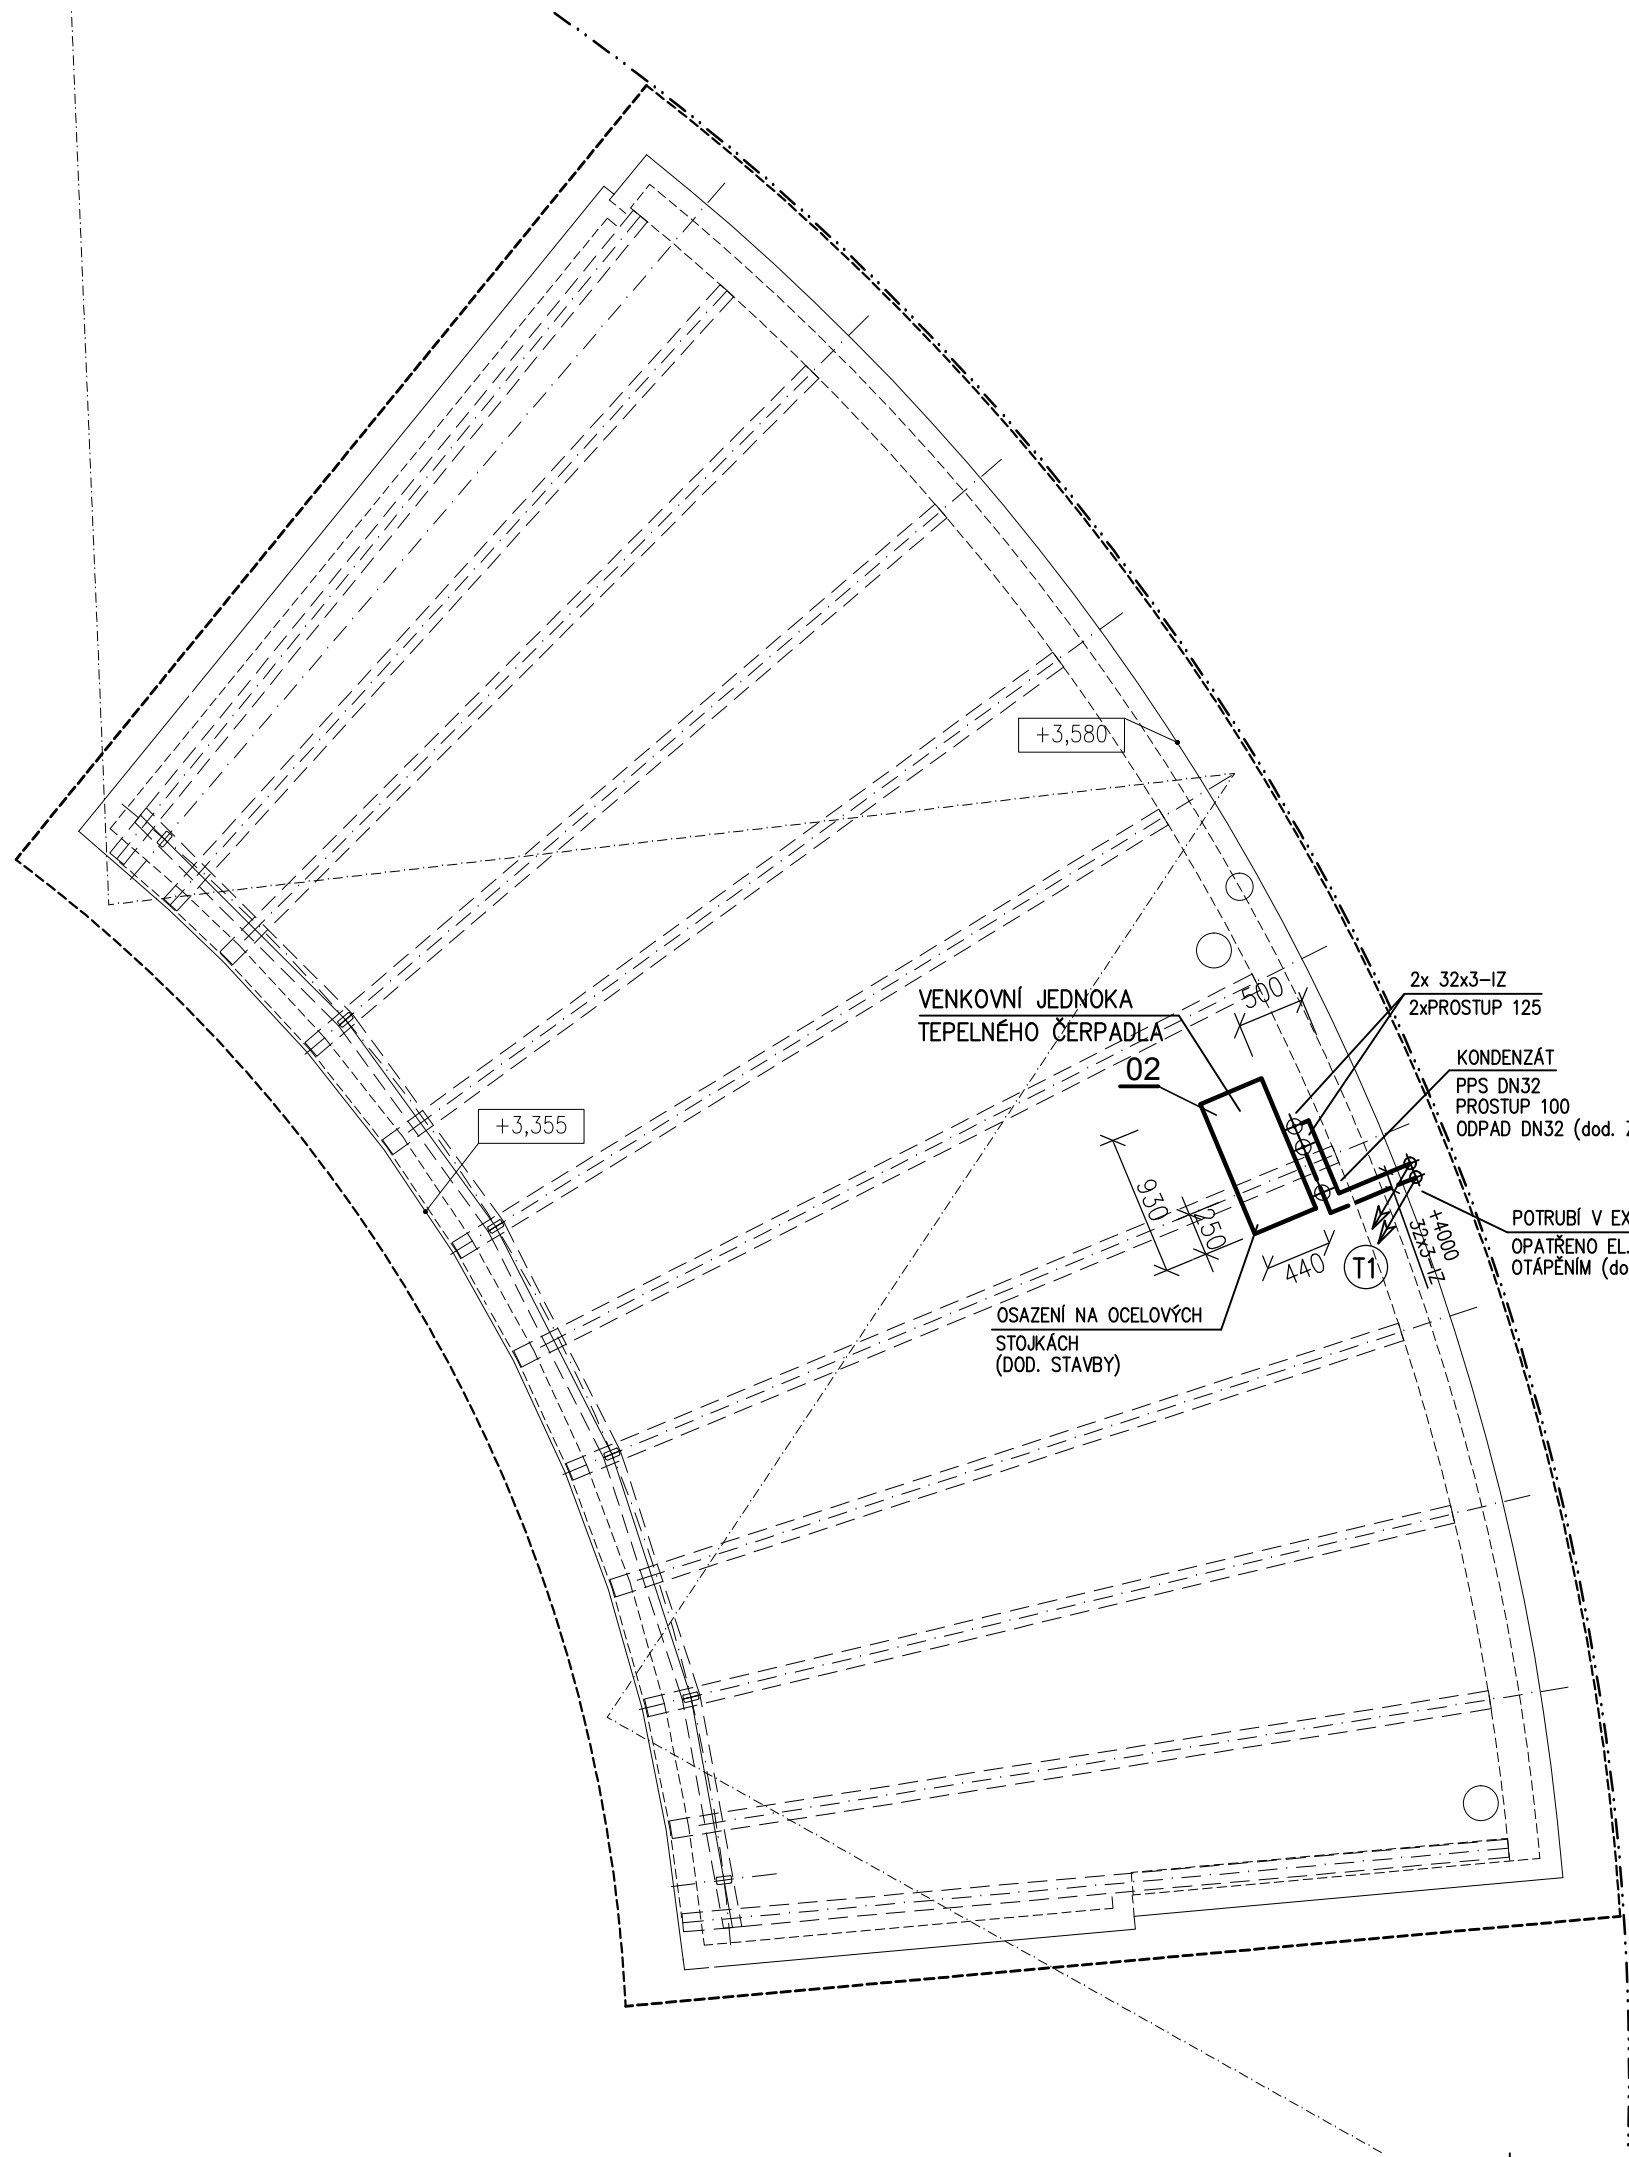 +3,580
2x 32x3-IZ
2xPROSTUP 125
500
VENKOVNÍ JEDNOKA
TEPELNÉHO ČERPADLA
02
KONDENZÁT
PPS DN32
PROSTUP 100
ODPAD DN32 (dod.
+3,355
930
250
440
T1
+4000
32x3-IZ
POTRUBÍ V EX
OPATŘENO EL.
OTÁPĚNÍM (do
OSAZENÍ NA OCELOVÝCH
STOJKÁCH
(DOD. STAVBY)